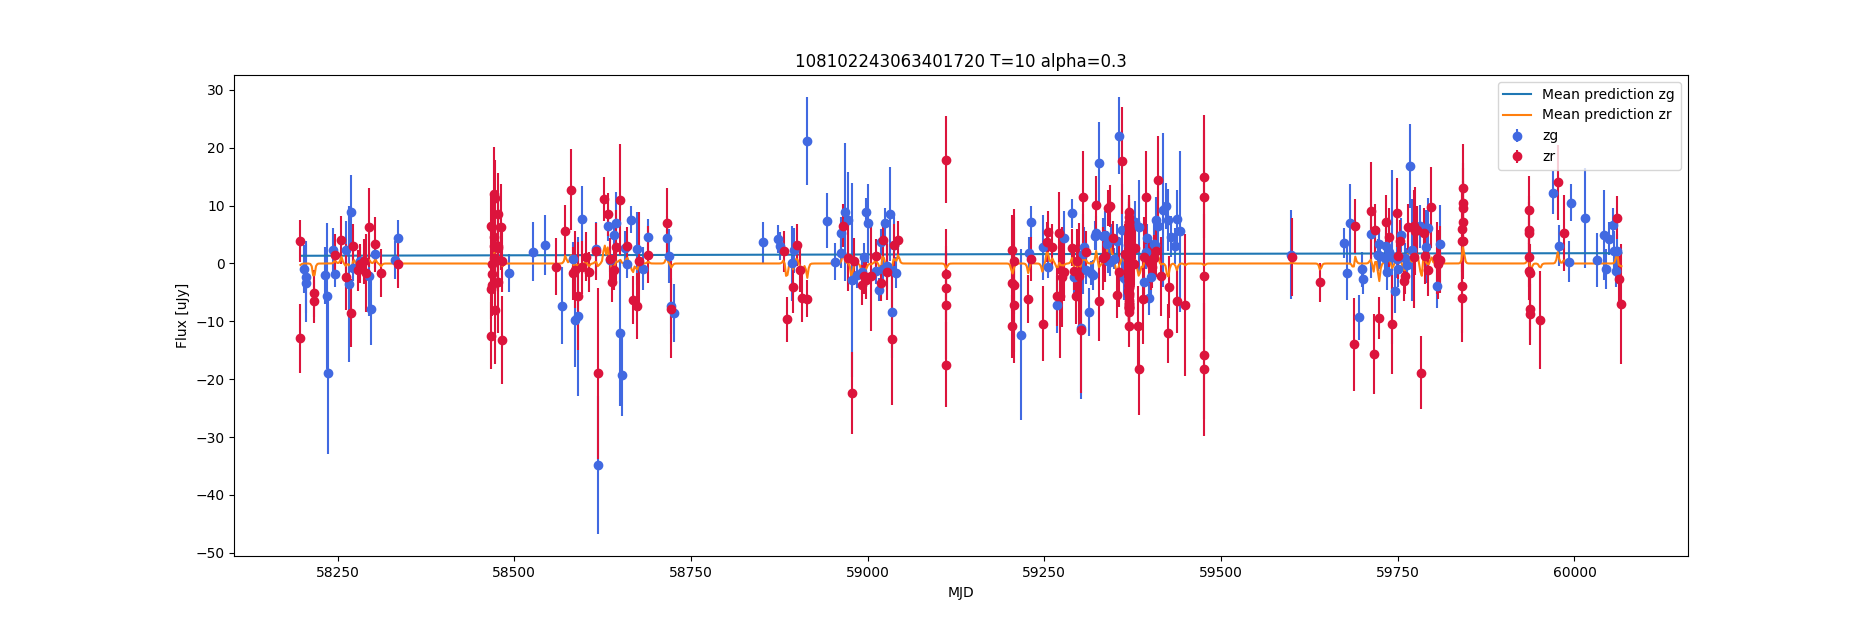 108102243063401720 T=10 alpha=0.3
Mean prediction zg
Mean prediction zr
zg
zr
Flux [uJy]
30
20
10
0
−10
−20
−30
−40
−50
58250 58500 58750 59000 59250 59500 59750 60000
MJD